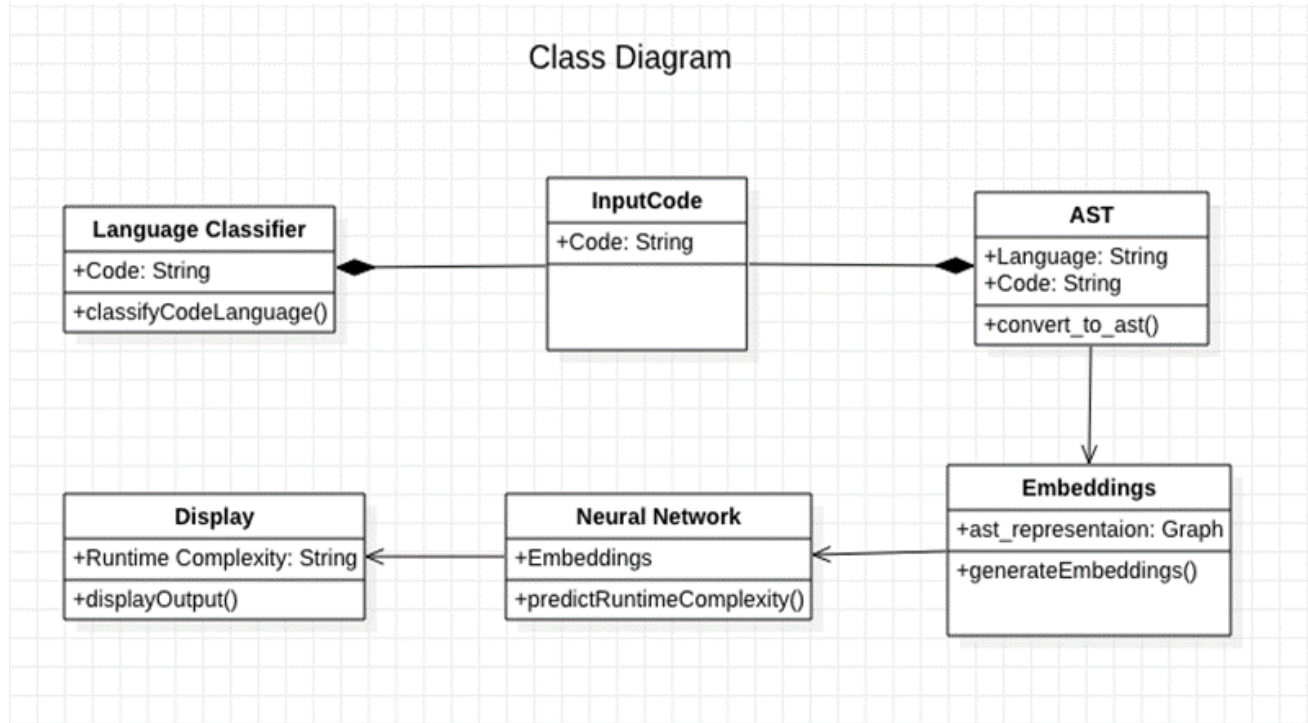 Class Diagram
Language Classifier
+Code: String
+classifyCodeLanguage()
InputCode
+Code: String
AST
+Language: String
+Code: String
+convert_to_ast()
Display
+Runtime Complexity: String
+displayOutput()
Neural Network
+Embeddings
+predictRuntimeComplexity()
Embeddings
+ast_representaion: Graph
+generateEmbeddings()